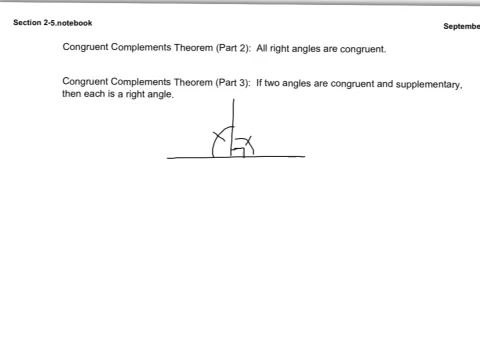 Section 2-5.notebook
Septembe
Congruent Complements Theorem (Part 2): All right angles are congruent.
Congruent Complements Theorem (Part 3): If two angles are congruent and supplementary,
then each is a right angle.